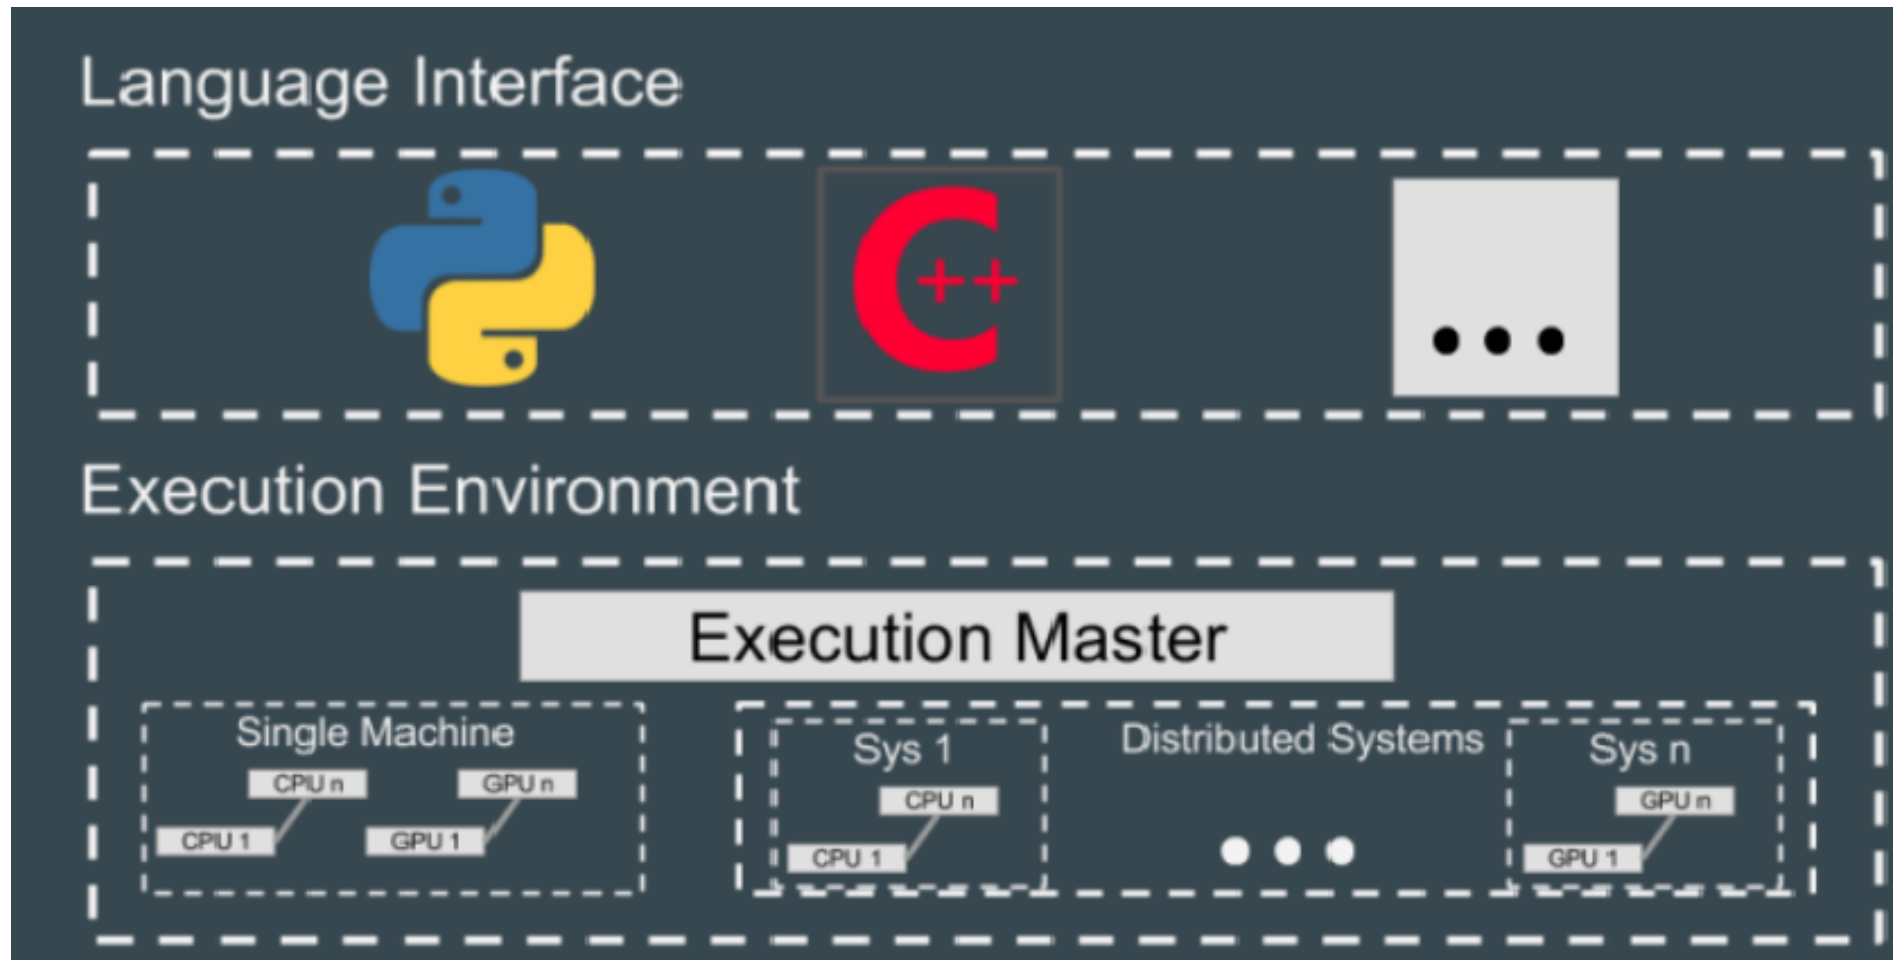 Language Interface
C++
Execution Environment
Execution Master
Single Machine
CPU n
GPU n
CPU 1
GPU 1
Distributed Systems
Sys 1
CPU n
CPU 1
Sys n
GPU n
GPU 1